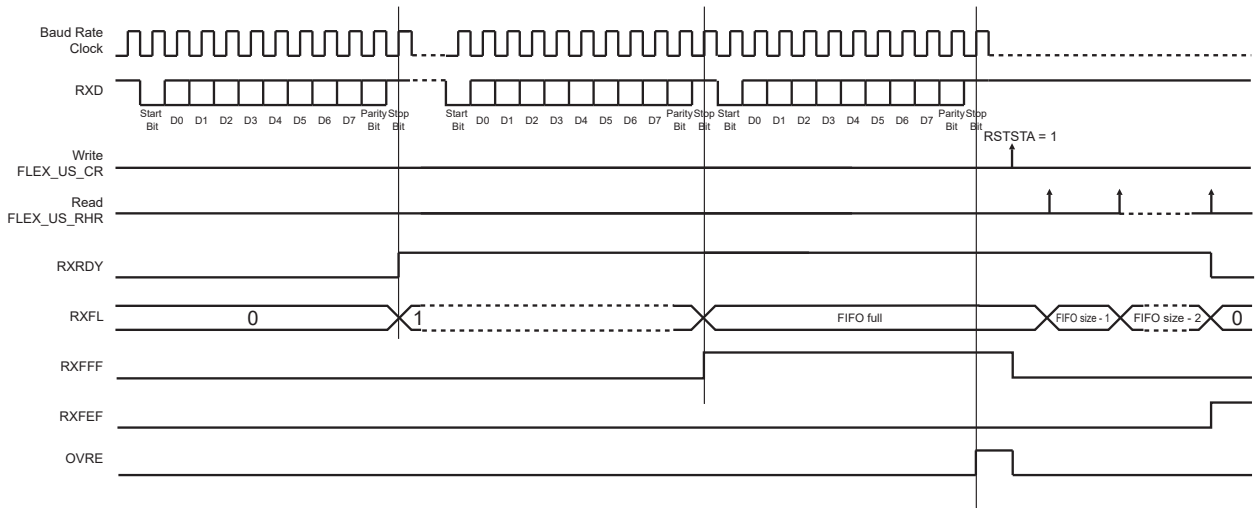 Baud Rate
Clock
RXD
Start
Bit
D0 D1 D2 D3 D4 D5 D6 D7
Parity
Bit
Stop
Bit
Start
Bit
D0 D1 D2 D3 D4 D5 D6 D7
Parity
Bit
Stop
Bit
Start
Bit
D0 D1 D2 D3 D4 D5 D6 D7
Parity
Bit
Stop
Bit
RSTSTA = 1
Write
FLEX_US_CR
Read
FLEX_US_RHR
RXRDY
RXFL
0 1 FIFO full FIFO size - 1 FIFO size - 2 0
RXFFF
RXFEF
OVRE